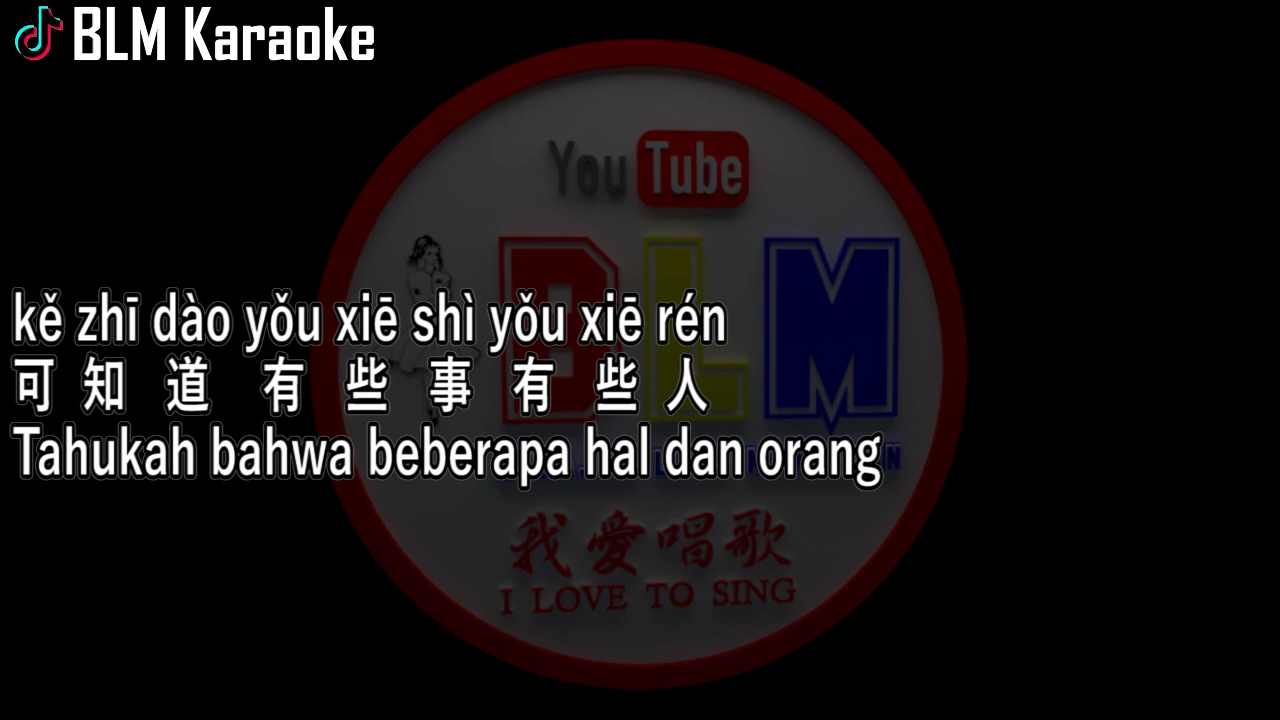 BLM Karaoke
You Tube
BLM
kě zhī dào yǒu xiē shì yǒu xiē rén
可 知 道 有 些 事 有 些 人
Tahukah bahwa beberapa hal dan orang
我愛唱歌
I LOVE TO SING